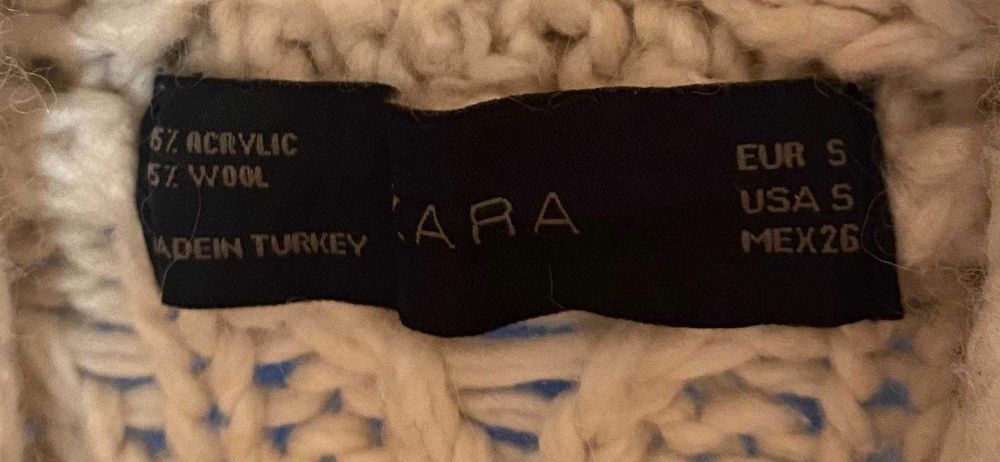 6% ACRYLIC
5% WOOL
ADEIN TURKEY
ARA
EUR S
USA S
MEX26